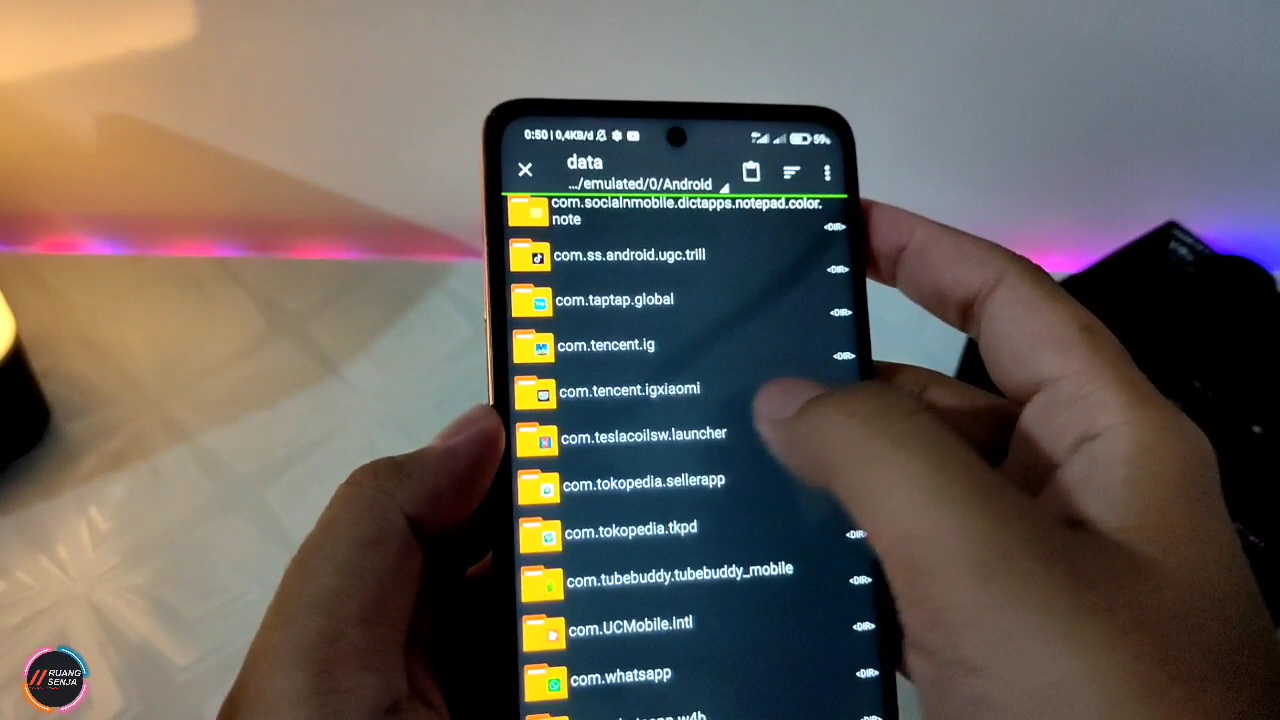 0:50 | 0,4KB/d
59%
data
.../emulated/0/Android
com.socialnmobile.dictapps.notepad.color.
note
<DIR>
com.ss.android.ugc.trill
<DIR>
com.taptap.global
<DIR>
com.tencent.ig
<DIR>
com.tencent.igxiaomi
com.teslacoilsw.launcher
com.tokopedia.sellerapp
com.tokopedia.tkpd
<DIR>
com.tubebuddy.tubebuddy_mobile
<DIR>
com.UCMobile.intl
<DIR>
com.whatsapp
<DIR>
RUANG
SENJA